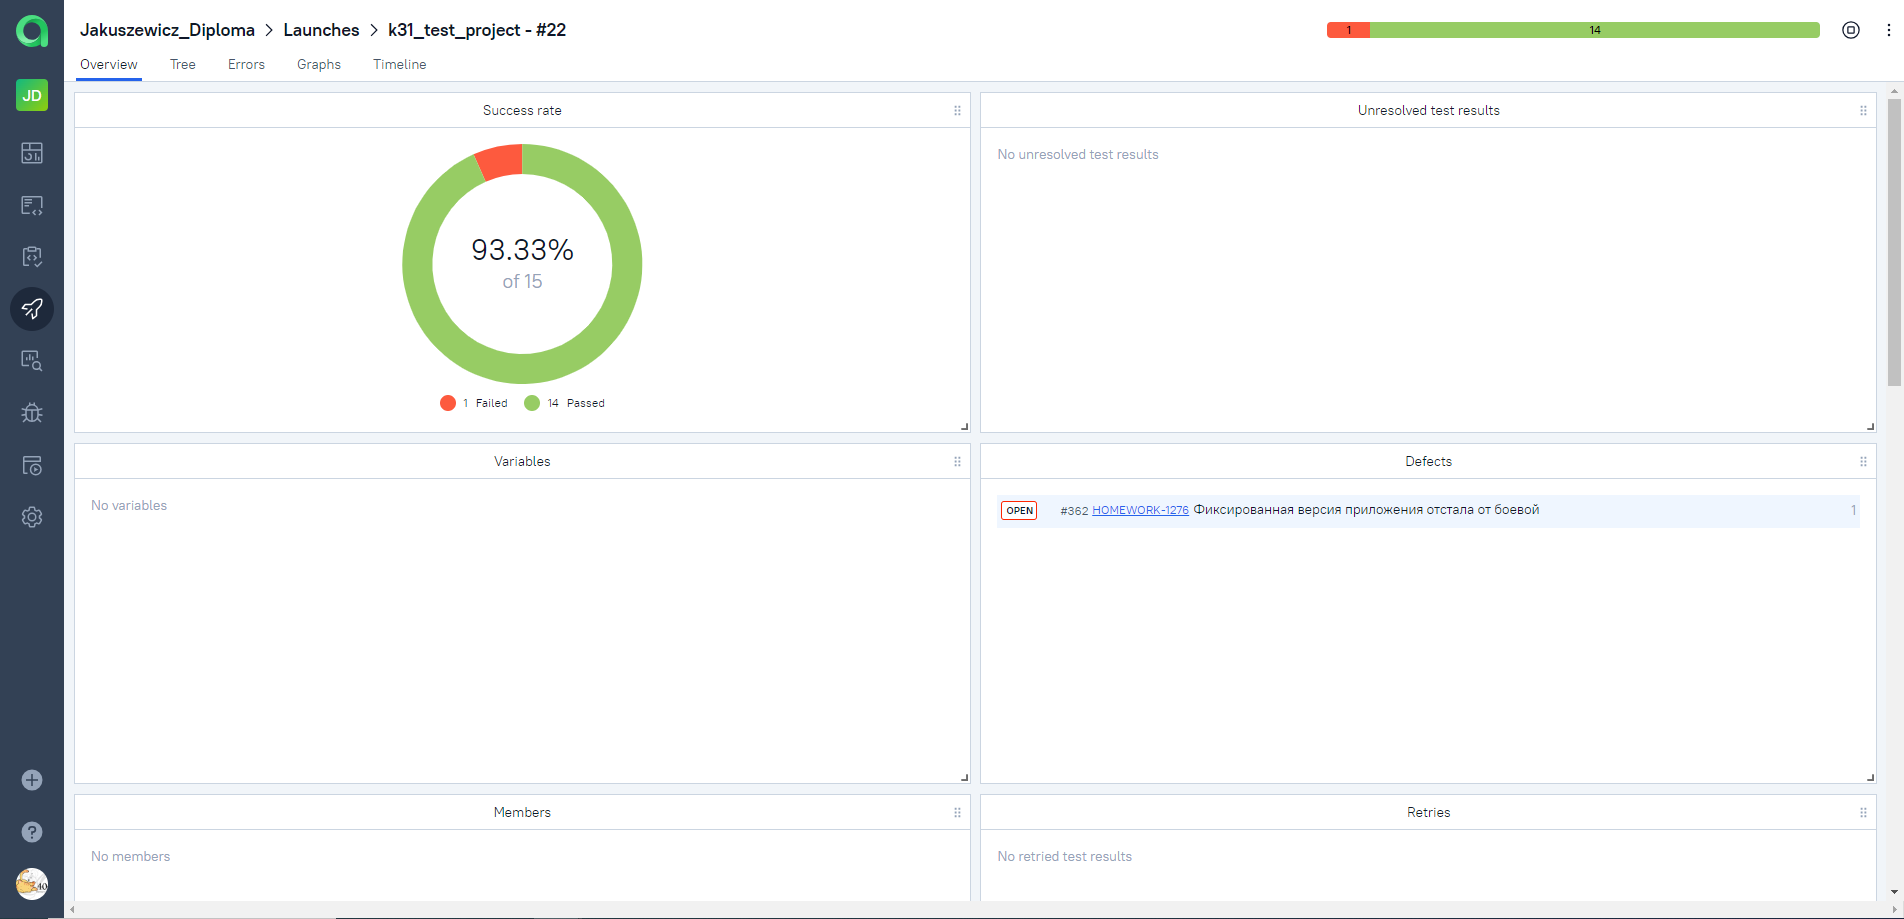 Jakuszewicz_Diploma > Launches > k31_test_project - #22
1 14
Overview Tree Errors Graphs Timeline
JD
Success rate
93.33%
of 15
1 Failed 14 Passed
Unresolved test results
No unresolved test results
Variables
No variables
Defects
OPEN #362 HOMEWORK-1276 Фиксированная версия приложения отстала от боевой 1
Members
No members
Retries
No retried test results
40